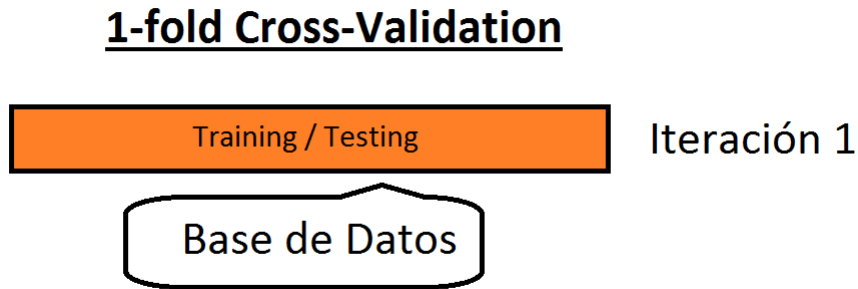 1-fold Cross-Validation
Training / Testing
Iteración 1
Base de Datos